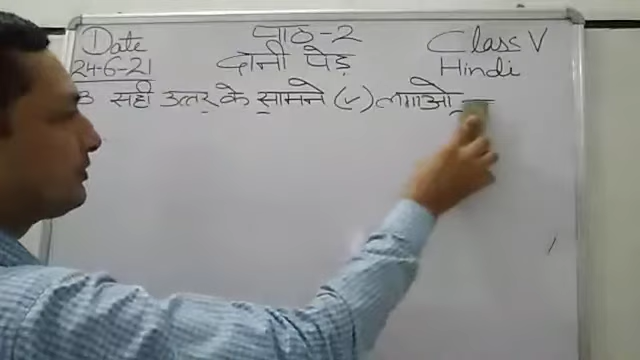 Date
24-6-21
पाठ-2
दानी पेड़
Class V
Hindi
3 सही उत्तर के सामने (✓) लगाओ -